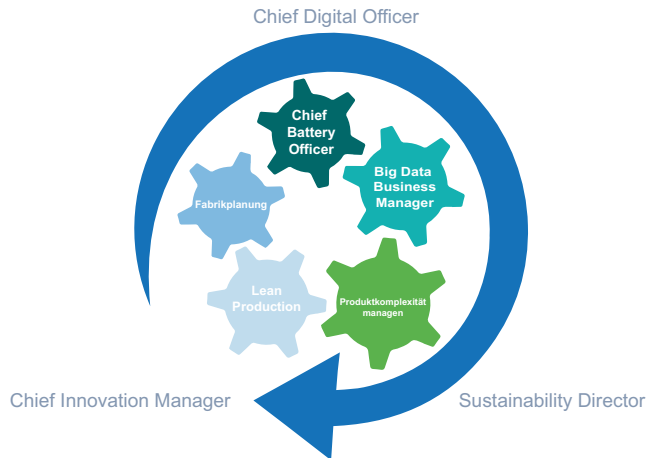 Chief Digital Officer
Chief
Battery
Officer
Big Data
Business
Manager
Fabrikplanung
Lean
Production
Produktkomplexität
managen
Chief Innovation Manager
Sustainability Director